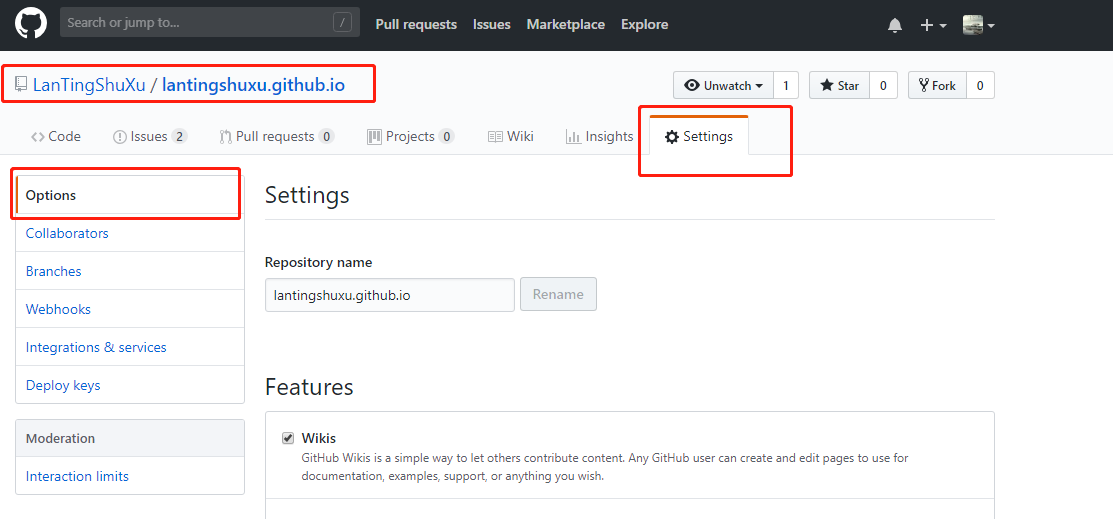 Search or jump to... /
Pull requests Issues Marketplace Explore
LanTingShuXu / lantingshuxu.github.io
Unwatch 1 Star 0 Fork 0
Code Issues 2 Pull requests 0 Projects 0 Wiki Insights Settings
Options
Collaborators
Branches
Webhooks
Integrations & services
Deploy keys
Moderation
Interaction limits
Settings
Repository name
lantingshuxu.github.io Rename
Features
Wikis
GitHub Wikis is a simple way to let others contribute content. Any GitHub user can create and edit pages to use for
documentation, examples, support, or anything you wish.